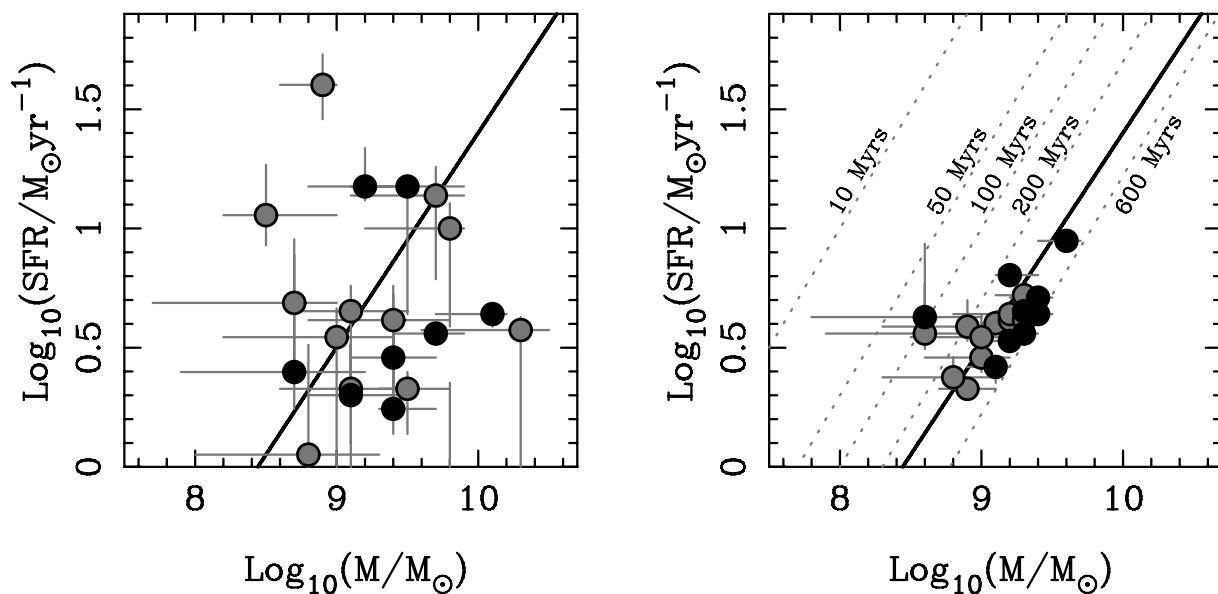 Log₁₀(SFR/M⊙yr⁻¹)
1.5
1
0.5
0
8 9 10
Log₁₀(M/M⊙)
Log₁₀(SFR/M⊙yr⁻¹)
1.5
1
0.5
0
10 Myrs
50 Myrs
100 Myrs
200 Myrs
600 Myrs
8 9 10
Log₁₀(M/M⊙)